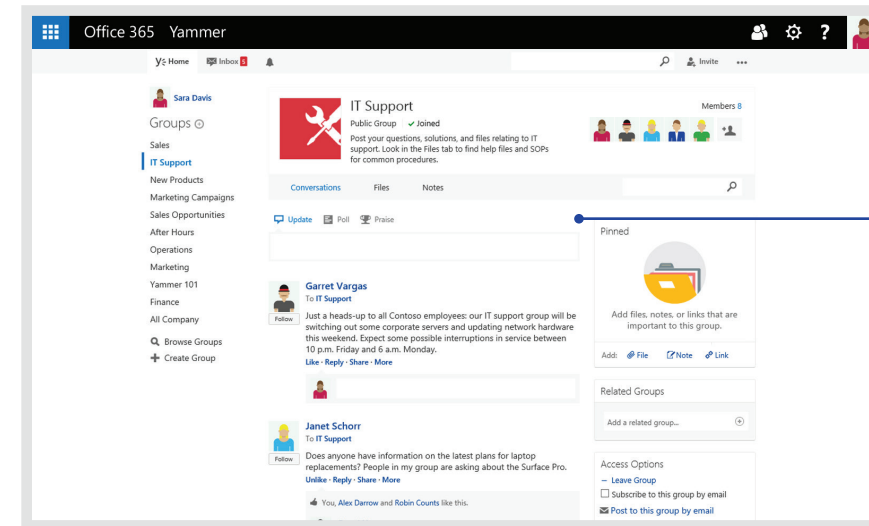 Office 365 Yammer
?
Home Inbox 5
Invite
Sara Davis
Groups
Sales
IT Support
New Products
Marketing Campaigns
Sales Opportunities
After Hours
Operations
Marketing
Yammer 101
Finance
All Company
Browse Groups
Create Group
IT Support
Public Group Joined
Post your questions, solutions, and files relating to IT
support. Look in the Files tab to find help files and SOPs
for common procedures.
Members 8
Conversations Files Notes
Update Poll Praise
Garret Vargas
To IT Support
Follow
Just a heads-up to all Contoso employees: our IT support group will be
switching out some corporate servers and updating network hardware
this weekend. Expect some possible interruptions in service between
10 p.m. Friday and 6 a.m. Monday.
Like · Reply · Share · More
Janet Schorr
To IT Support
Follow
Does anyone have information on the latest plans for laptop
replacements? People in my group are asking about the Surface Pro.
Unlike · Reply · Share · More
You, Alex Darrow and Robin Counts like this.
Pinned
Add files, notes, or links that are
important to this group.
Add: File Note Link
Related Groups
Add a related group...
Access Options
– Leave Group
Subscribe to this group by email
Post to this group by email